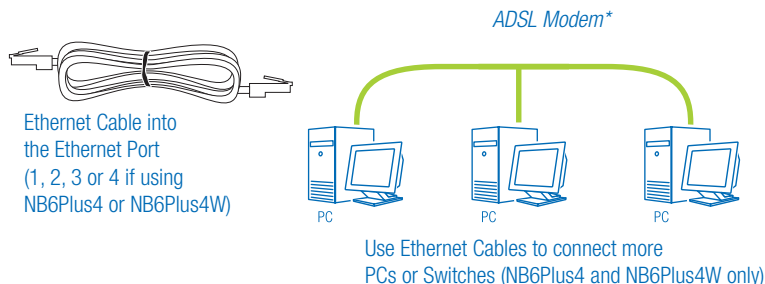 ADSL Modem*
Ethernet Cable into
the Ethernet Port
(1, 2, 3 or 4 if using
NB6Plus4 or NB6Plus4W)
PC
PC
PC
Use Ethernet Cables to connect more
PCs or Switches (NB6Plus4 and NB6Plus4W only)